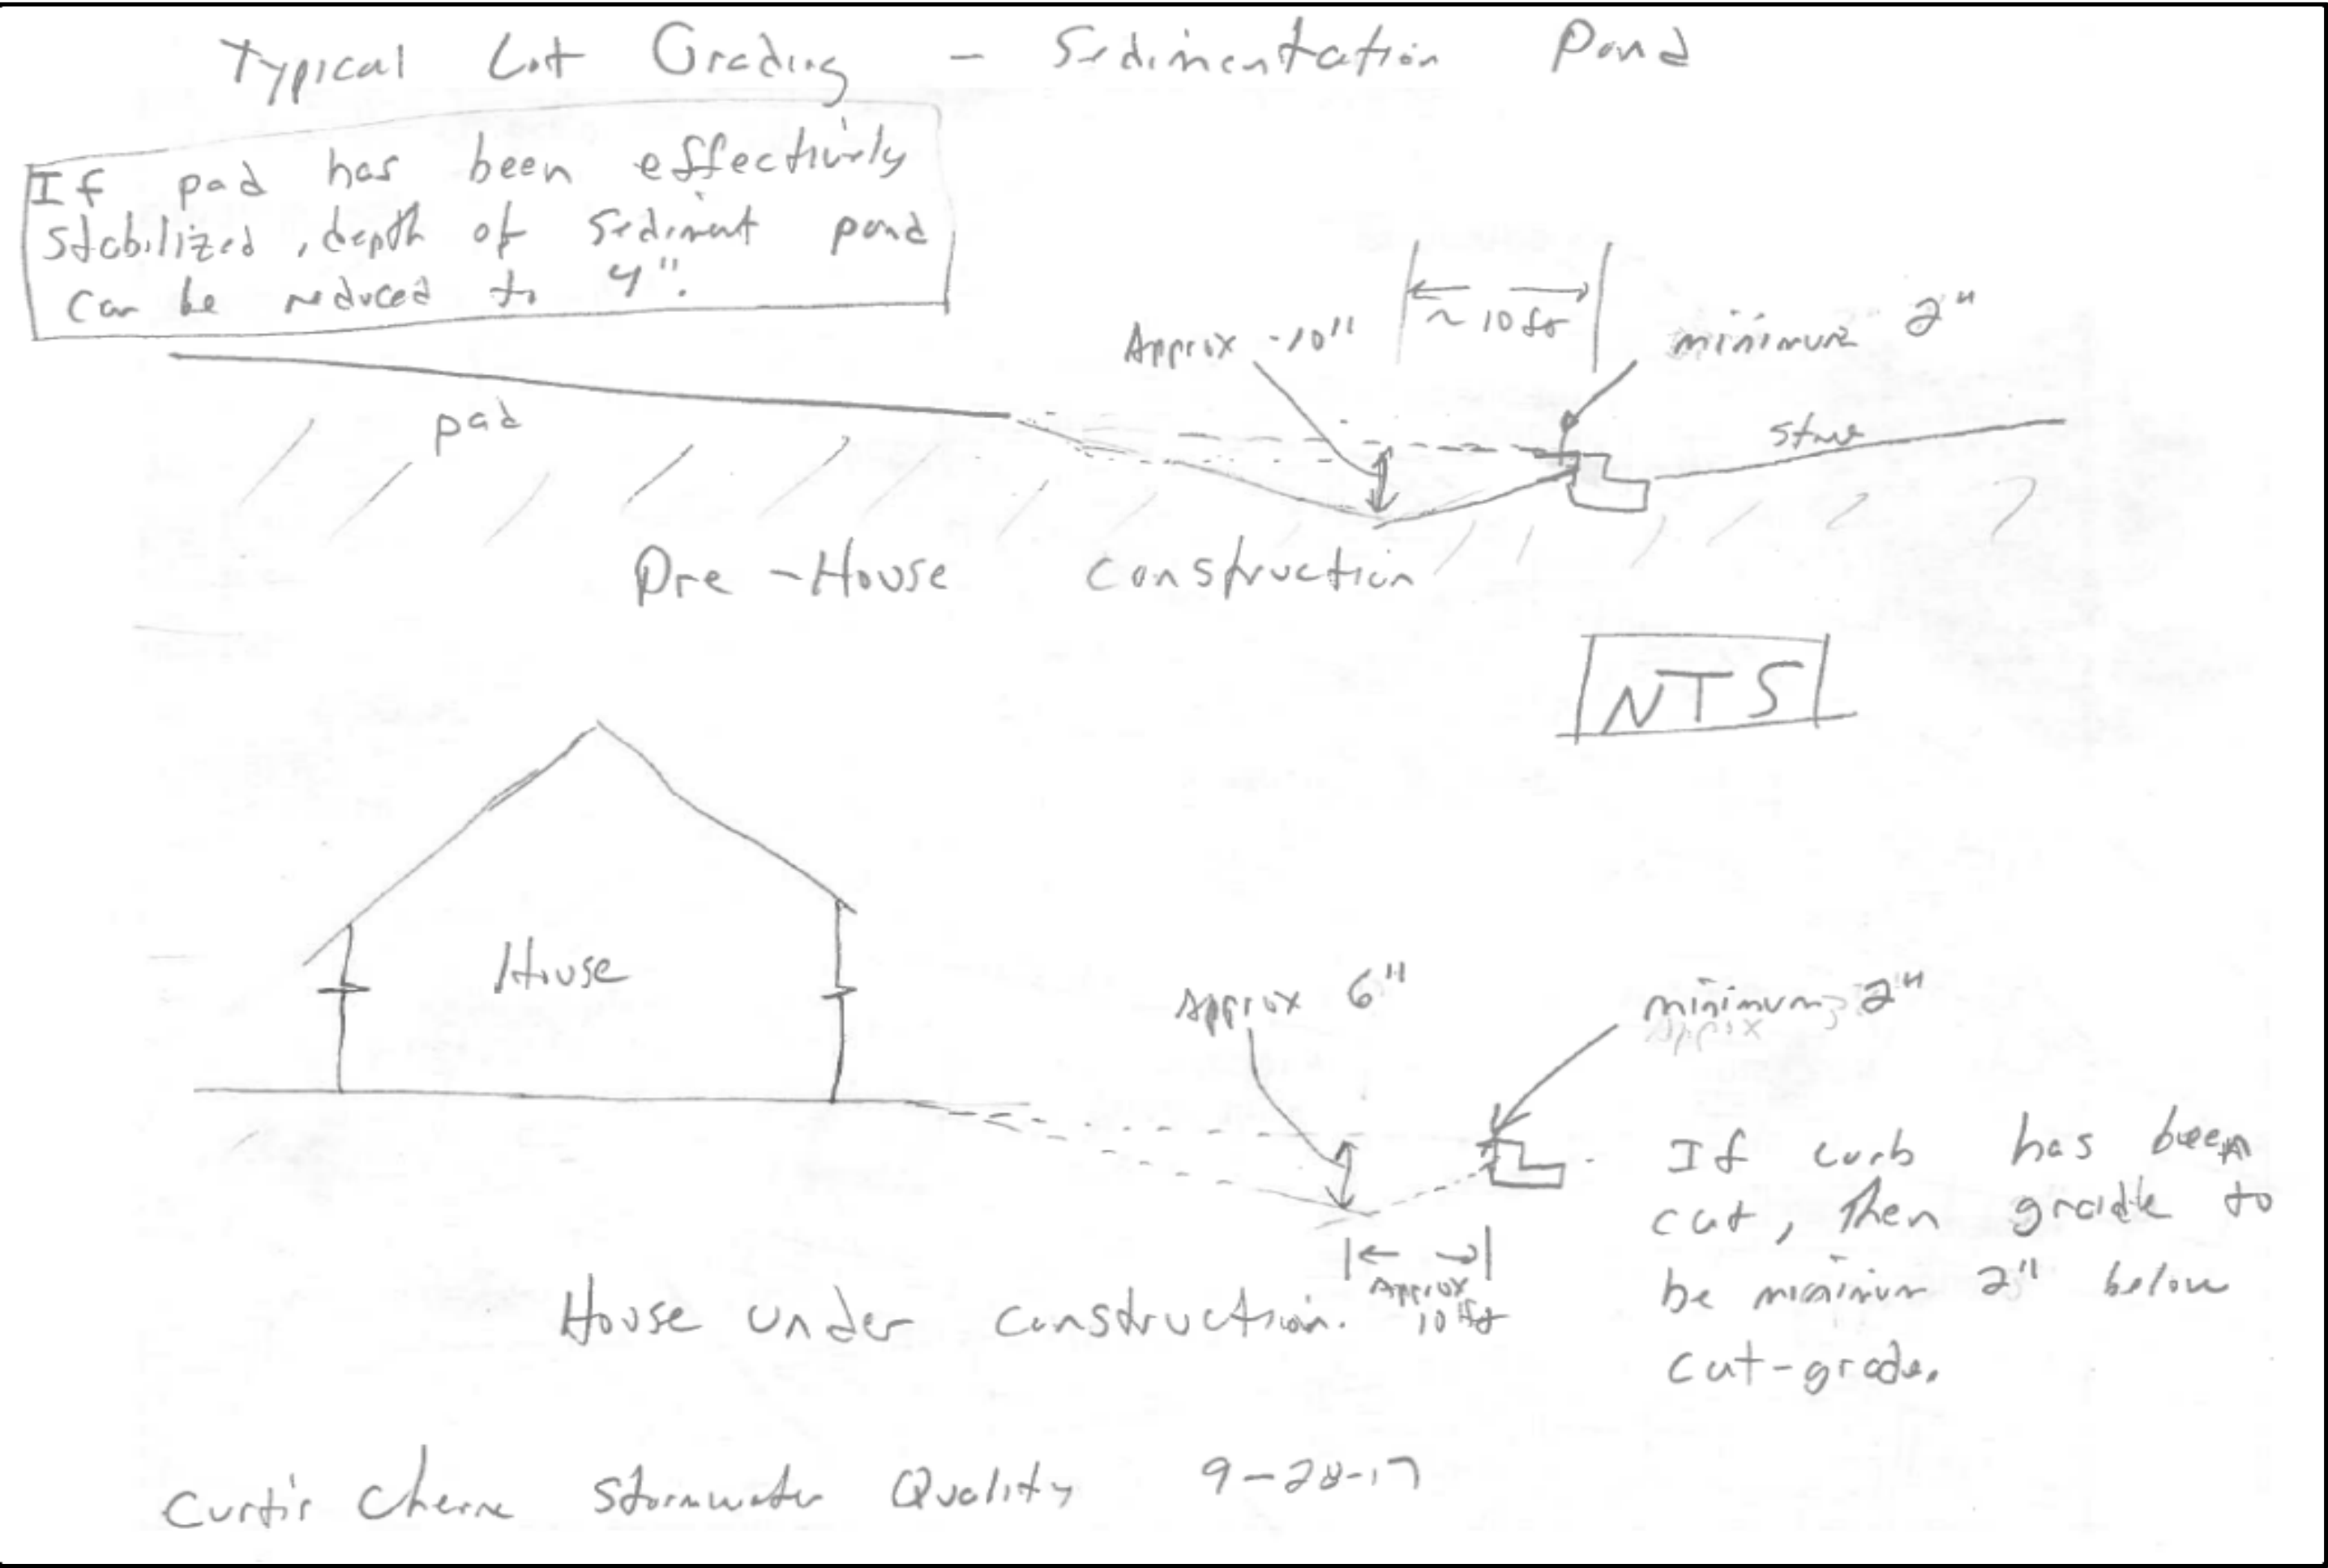 Typical Lot Grading - Sedimentation Pond
If pad has been effectively
stabilized, depth of sediment pond
can be reduced to 4".
Approx -10"
~ 10 ft
minimum 2"
pad
Pre-House Construction
NTS
House
Approx 6"
minimum 2"
Approx
Approx
10 ft
House under construction.
If curb has been
cut, then grade to
be minimum 2" below
cut-grade.
Curtis Cherne Stormwater Quality 9-28-17